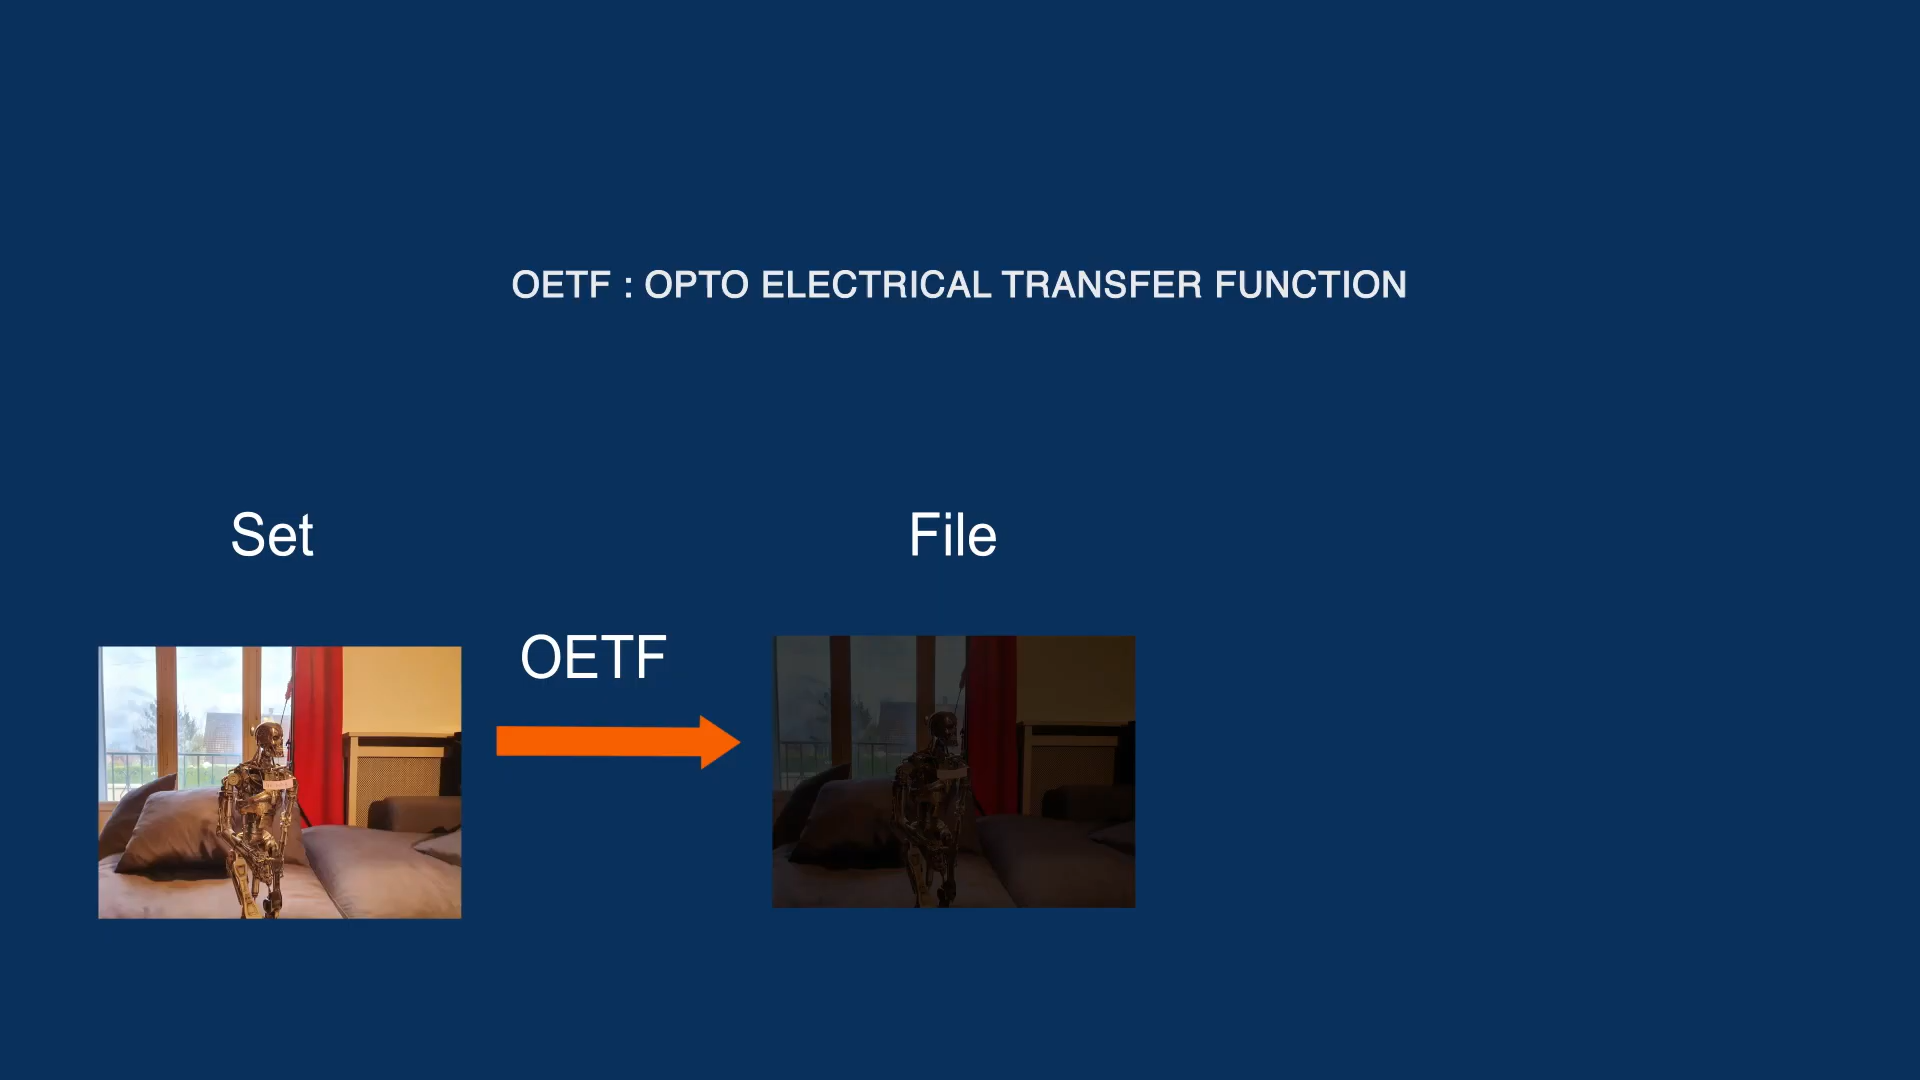 OETF : OPTO ELECTRICAL TRANSFER FUNCTION
Set
File
OETF